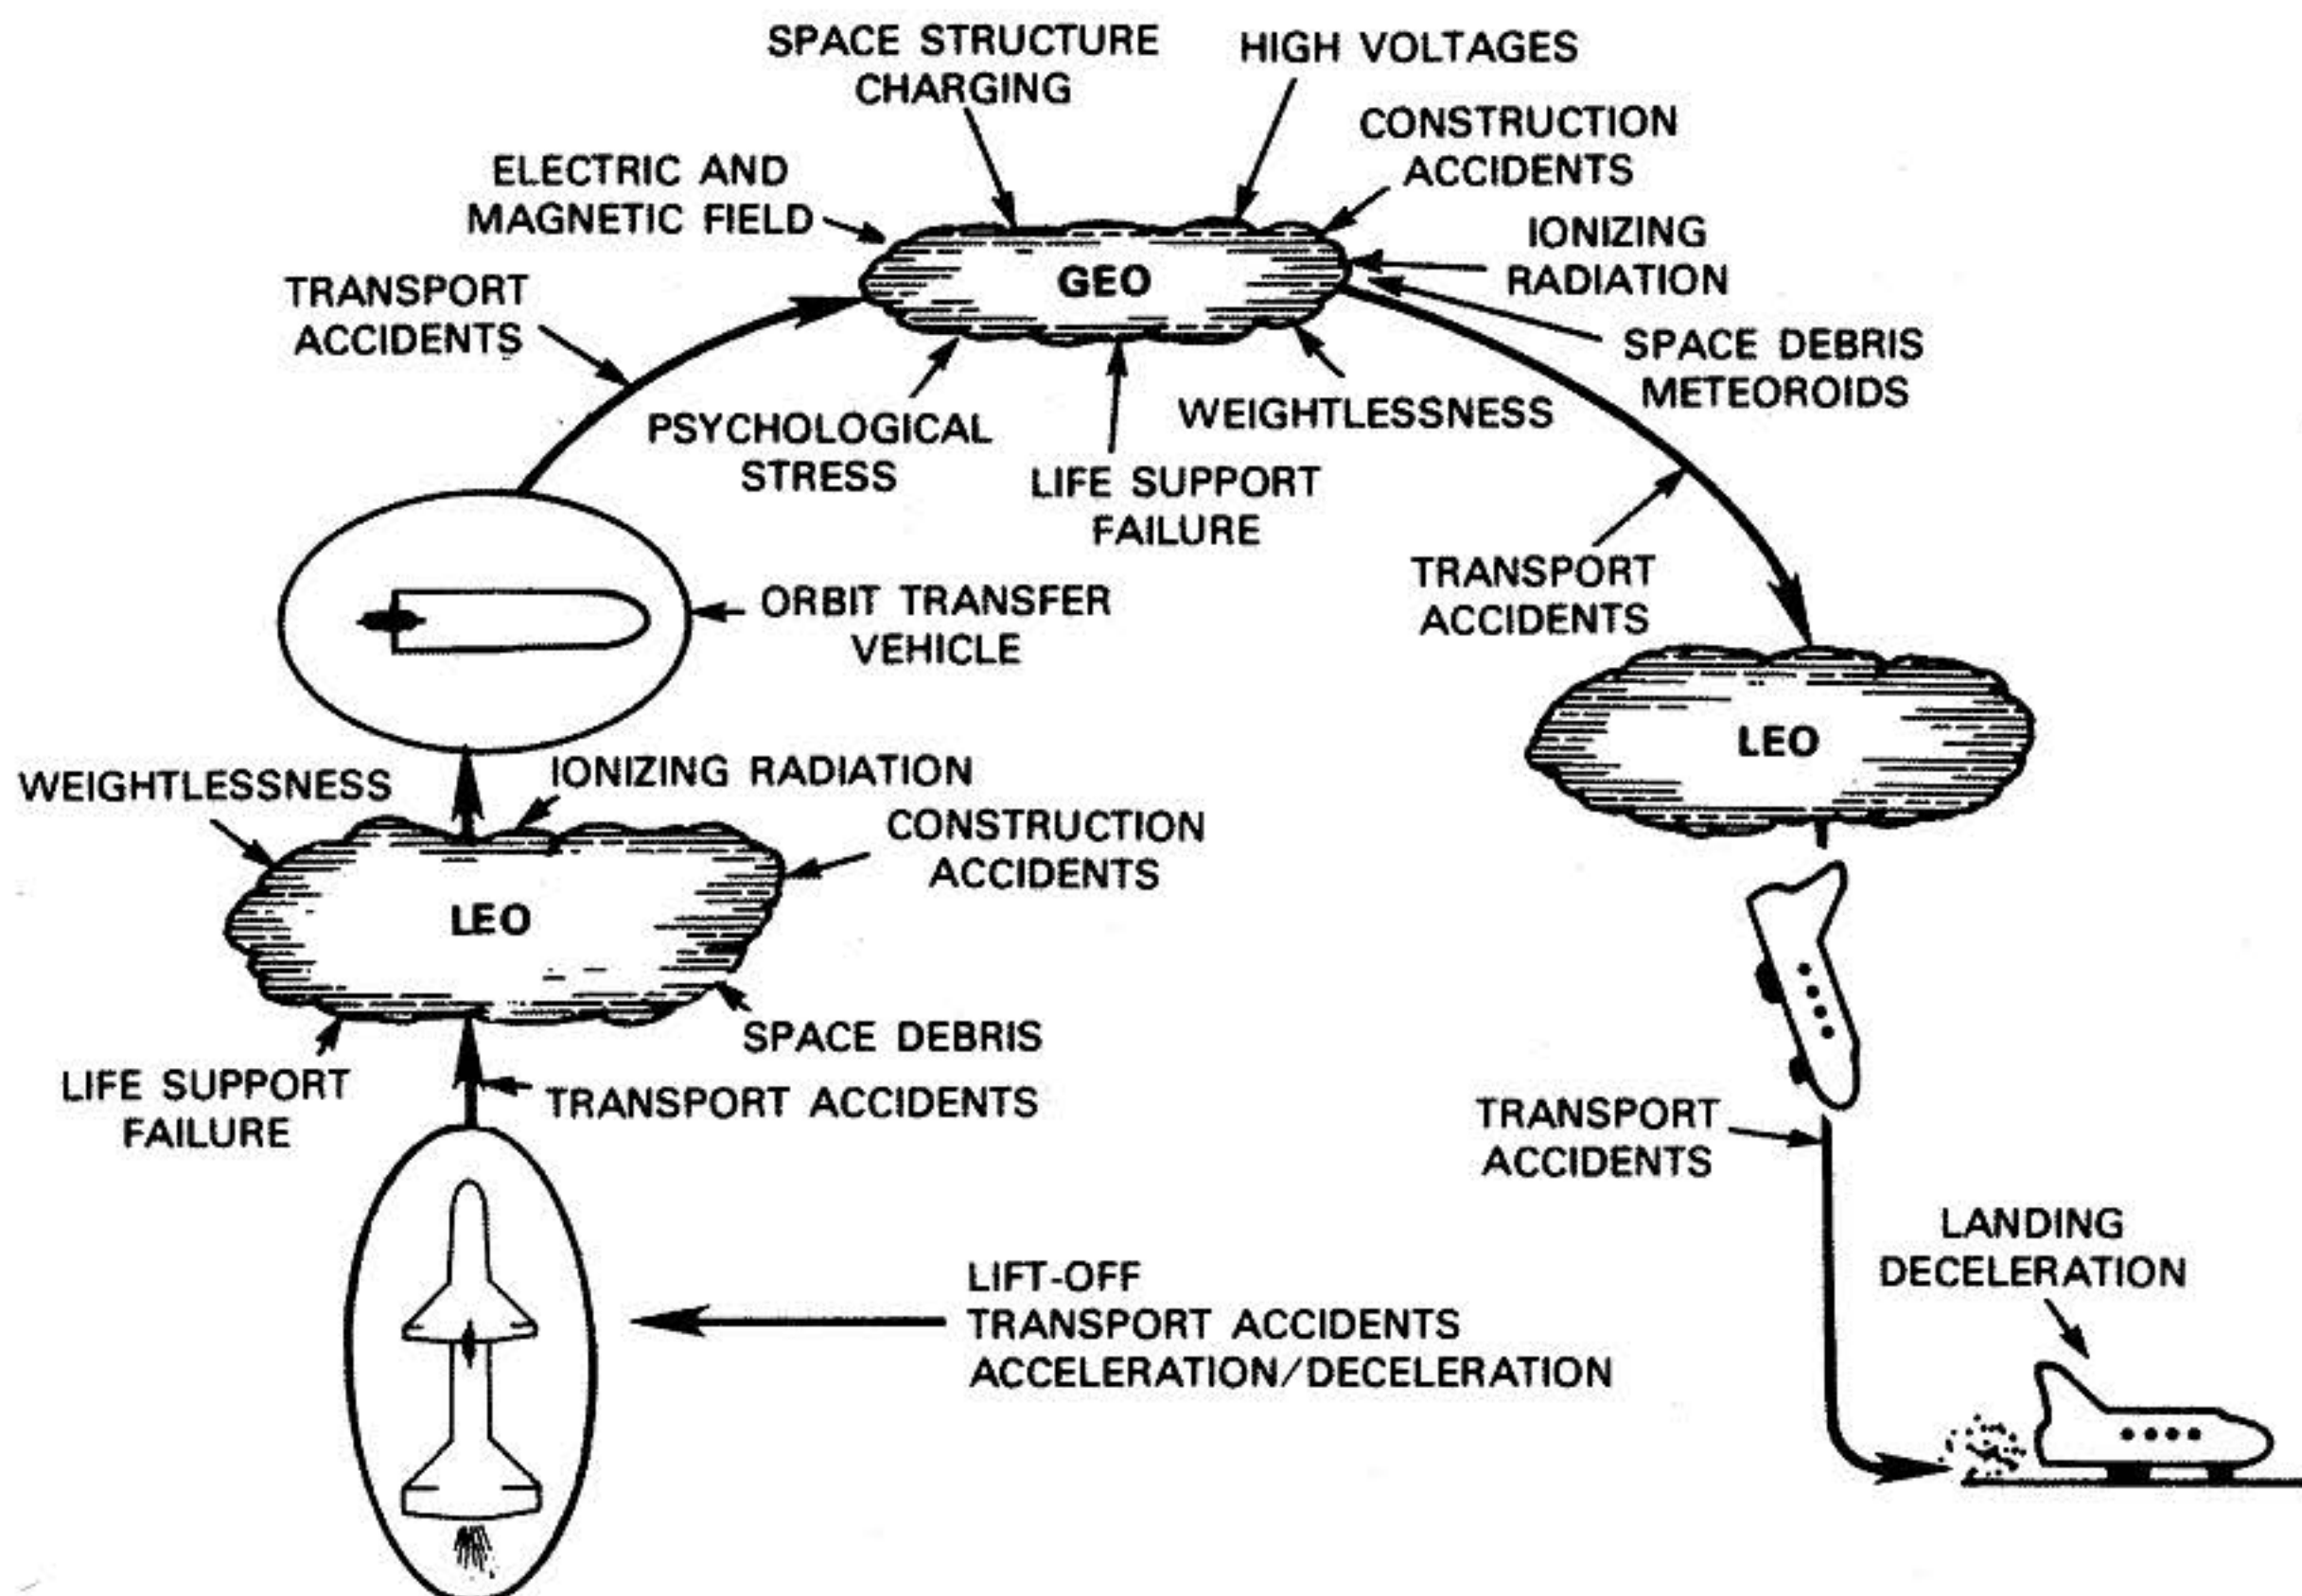 SPACE STRUCTURE
CHARGING
HIGH VOLTAGES
CONSTRUCTION
ACCIDENTS
ELECTRIC AND
MAGNETIC FIELD
IONIZING
RADIATION
GEO
TRANSPORT
ACCIDENTS
SPACE DEBRIS
METEOROIDS
WEIGHTLESSNESS
PSYCHOLOGICAL
STRESS
LIFE SUPPORT
FAILURE
TRANSPORT
ACCIDENTS
ORBIT TRANSFER
VEHICLE
LEO
WEIGHTLESSNESS
IONIZING RADIATION
CONSTRUCTION
ACCIDENTS
LEO
SPACE DEBRIS
LIFE SUPPORT
FAILURE
TRANSPORT ACCIDENTS
TRANSPORT
ACCIDENTS
LANDING
DECELERATION
LIFT-OFF
TRANSPORT ACCIDENTS
ACCELERATION/DECELERATION